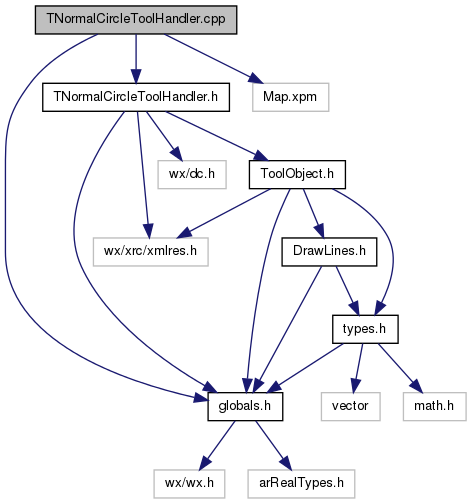 TNormalCircleToolHandler.cpp
TNormalCircleToolHandler.h
Map.xpm
wx/dc.h
ToolObject.h
wx/xrc/xmlres.h
DrawLines.h
types.h
globals.h
vector
math.h
wx/wx.h
arRealTypes.h